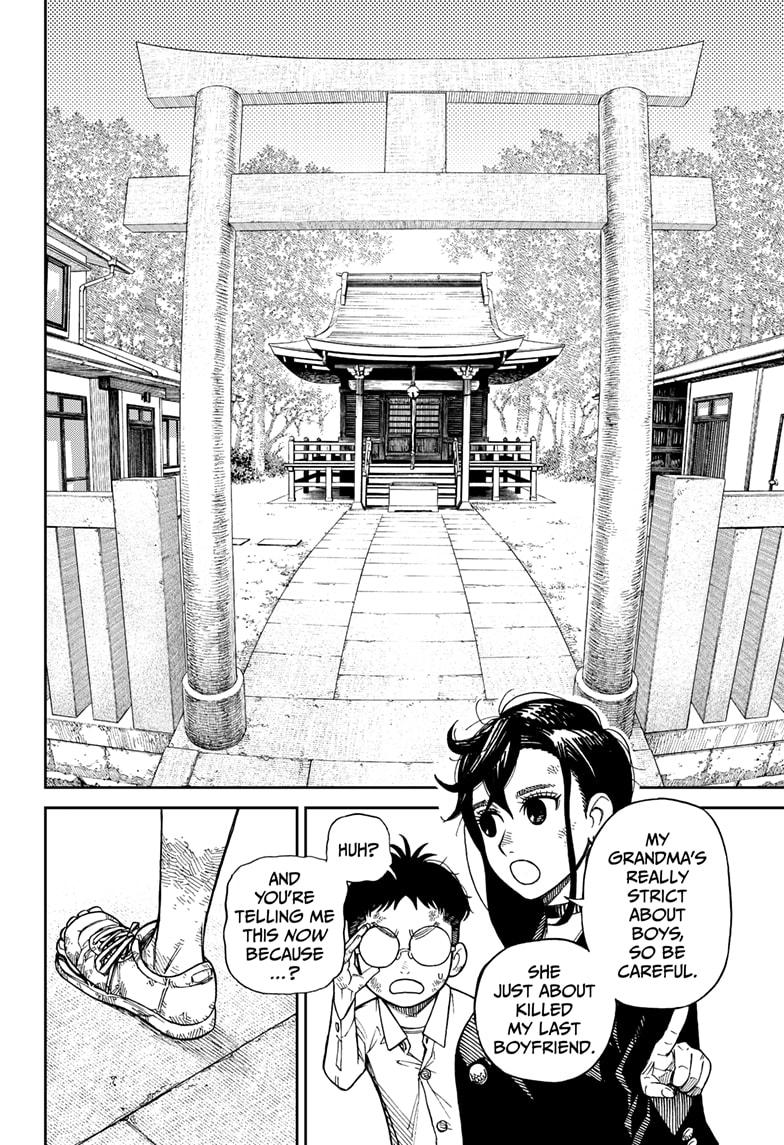 MY
GRANDMA'S
REALLY
STRICT
ABOUT
BOYS,
SO BE
CAREFUL.
SHE
JUST ABOUT
KILLED
MY LAST
BOYFRIEND.
HUH?
AND
YOU'RE
TELLING ME
THIS NOW
BECAUSE
...?